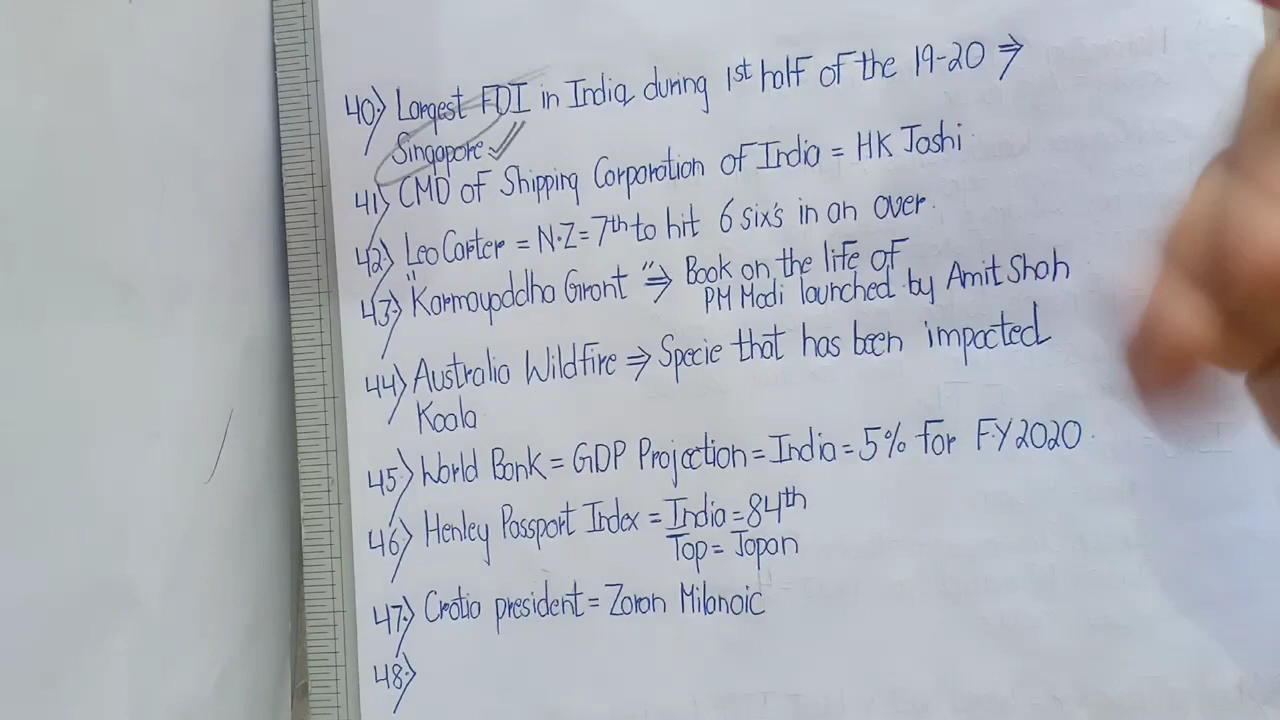 40) Largest FDI in India during 1st half of the 19-20 ⇒
Singapore ✓
41) CMD of Shipping Corporation of India = HK Joshi
42) Leo Carter = N.Z = 7th to hit 6 six's in an over.
43) "Karmayoddha Grant" ⇒ Book on the life of
PM Modi launched by Amit Shah
44) Australia Wildfire ⇒ Specie that has been impacted
Koala
45) World Bank = GDP Projection = India = 5% for F.Y 2020.
46) Henley Passport Index = India = 84th
Top = Japan
47) Crotia president = Zoran Milanoic
48)